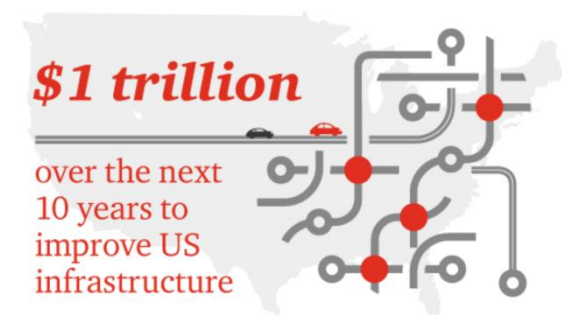 $1 trillion
over the next
10 years to
improve US
infrastructure